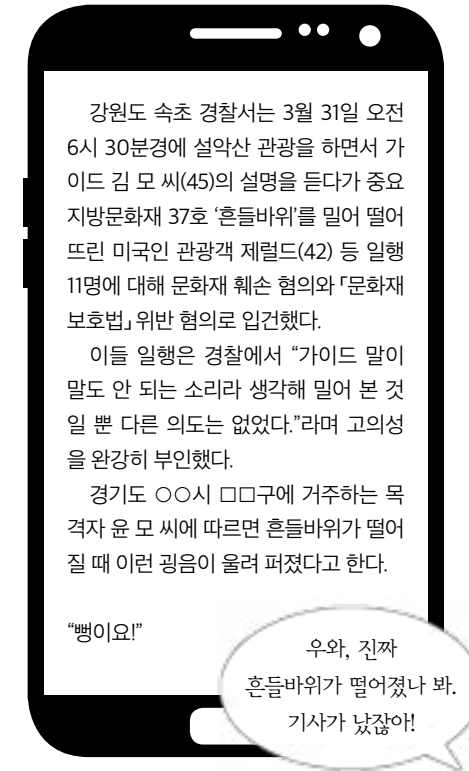 강원도 속초 경찰서는 3월 31일 오전
6시 30분경에 설악산 관광을 하면서 가
이드 김 모 씨(45)의 설명을 듣다가 중요
지방문화재 37호 ‘흔들바위’를 밀어 떨어
뜨린 미국인 관광객 제럴드(42) 등 일행
11명에 대해 문화재 훼손 혐의와 「문화재
보호법」 위반 혐의로 입건했다.
이들 일행은 경찰에서 “가이드 말이
말도 안 되는 소리라 생각해 밀어 본 것
일 뿐 다른 의도는 없었다.”라며 고의성
을 완강히 부인했다.
경기도 ○○시 □□구에 거주하는 목
격자 윤 모 씨에 따르면 흔들바위가 떨어
질 때 이런 굉음이 울려 퍼졌다고 한다.
“뻥이요!”
우와, 진짜
흔들바위가 떨어졌나 봐.
기사가 났잖아!